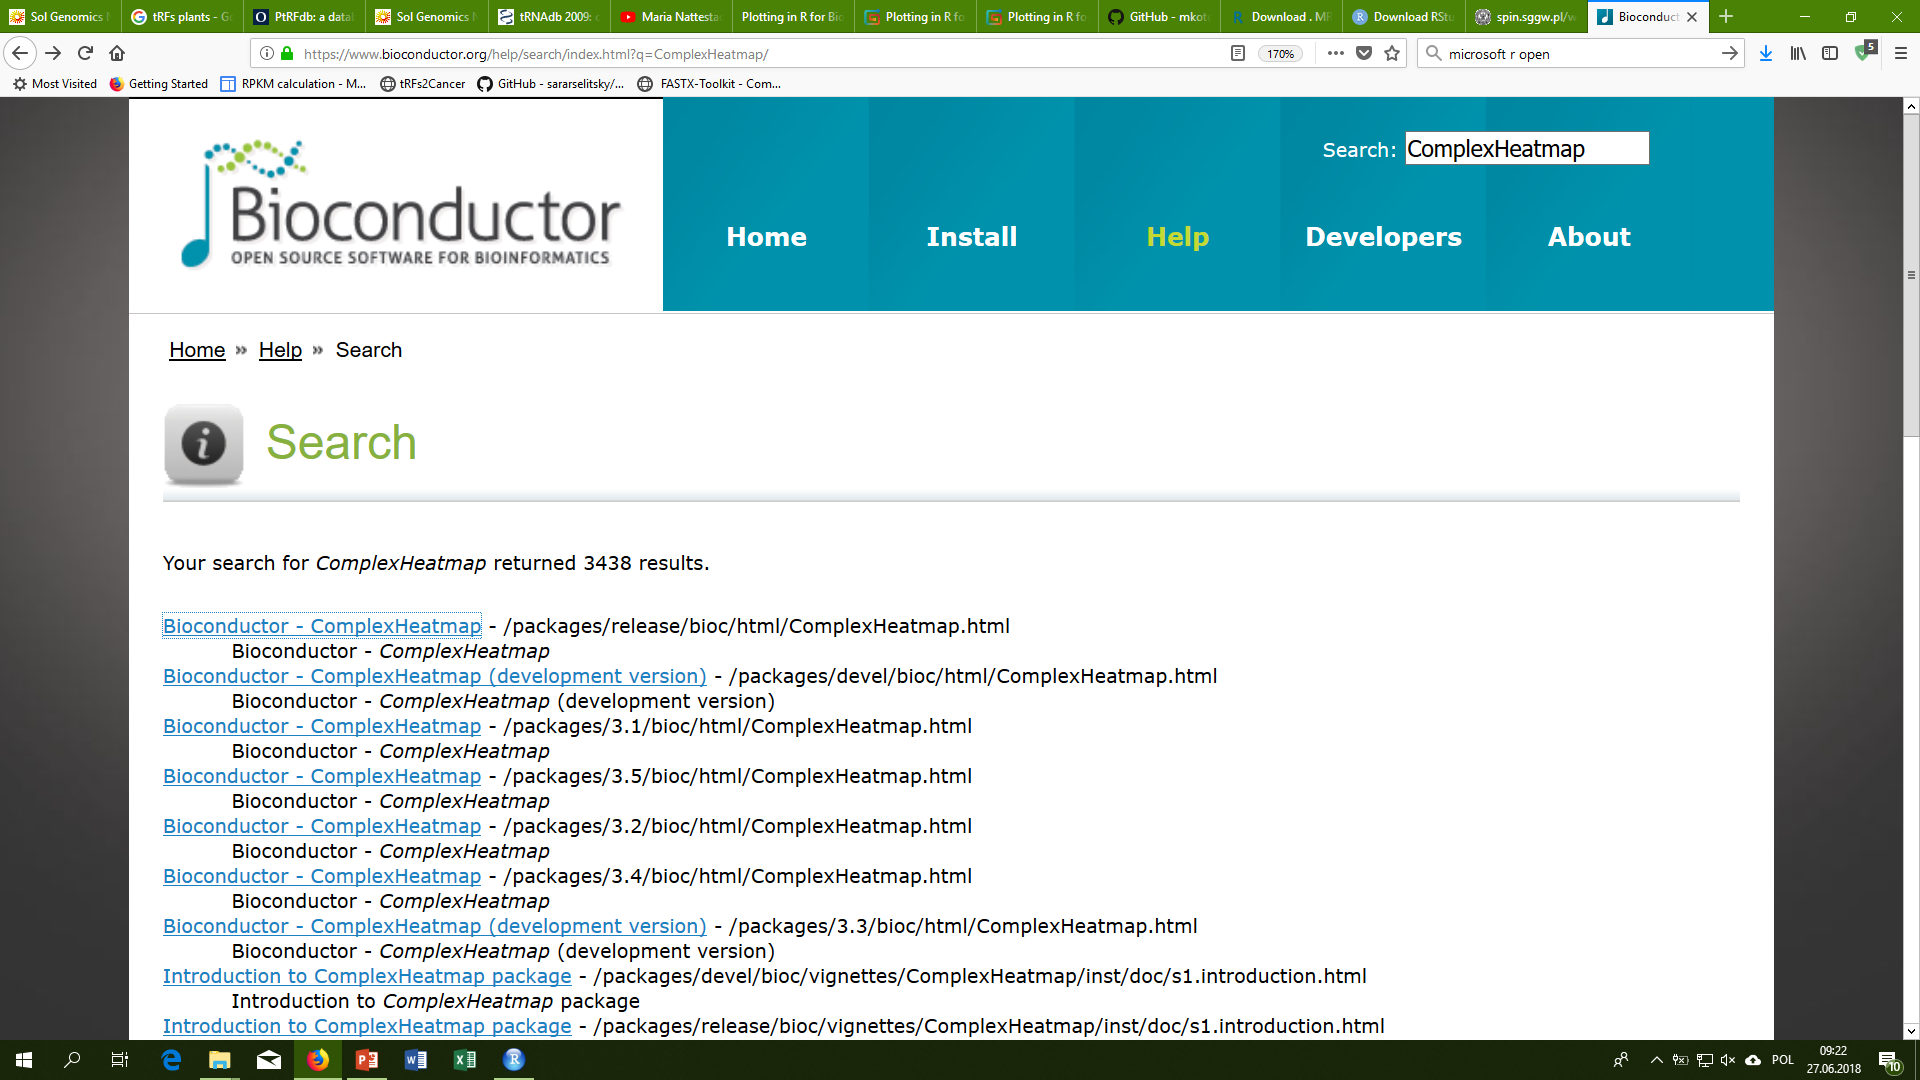 Sol Genomics N
tRFs plants - Go
PtRFdb: a datab
Sol Genomics N
tRNAdb 2009: c
Maria Nattestad
Plotting in R for Bio
Plotting in R fo
Plotting in R fo
GitHub - mkot
Download . MR
Download RStu
spin.sggw.pl/w
Bioconduct
https://www.bioconductor.org/help/search/index.html?q=ComplexHeatmap/
170%
microsoft r open
5
Most Visited
Getting Started
RPKM calculation - M...
tRFs2Cancer
GitHub - sararselitsky/...
FASTX-Toolkit - Com...
Bioconductor
OPEN SOURCE SOFTWARE FOR BIOINFORMATICS
Search: ComplexHeatmap
Home Install Help Developers About
Home » Help » Search
Search
Your search for ComplexHeatmap returned 3438 results.
Bioconductor - ComplexHeatmap - /packages/release/bioc/html/ComplexHeatmap.html
Bioconductor - ComplexHeatmap
Bioconductor - ComplexHeatmap (development version) - /packages/devel/bioc/html/ComplexHeatmap.html
Bioconductor - ComplexHeatmap (development version)
Bioconductor - ComplexHeatmap - /packages/3.1/bioc/html/ComplexHeatmap.html
Bioconductor - ComplexHeatmap
Bioconductor - ComplexHeatmap - /packages/3.5/bioc/html/ComplexHeatmap.html
Bioconductor - ComplexHeatmap
Bioconductor - ComplexHeatmap - /packages/3.2/bioc/html/ComplexHeatmap.html
Bioconductor - ComplexHeatmap
Bioconductor - ComplexHeatmap - /packages/3.4/bioc/html/ComplexHeatmap.html
Bioconductor - ComplexHeatmap
Bioconductor - ComplexHeatmap (development version) - /packages/3.3/bioc/html/ComplexHeatmap.html
Bioconductor - ComplexHeatmap (development version)
Introduction to ComplexHeatmap package - /packages/devel/bioc/vignettes/ComplexHeatmap/inst/doc/s1.introduction.html
Introduction to ComplexHeatmap package
Introduction to ComplexHeatmap package - /packages/release/bioc/vignettes/ComplexHeatmap/inst/doc/s1.introduction.html
POL
09:22
27.06.2018
10